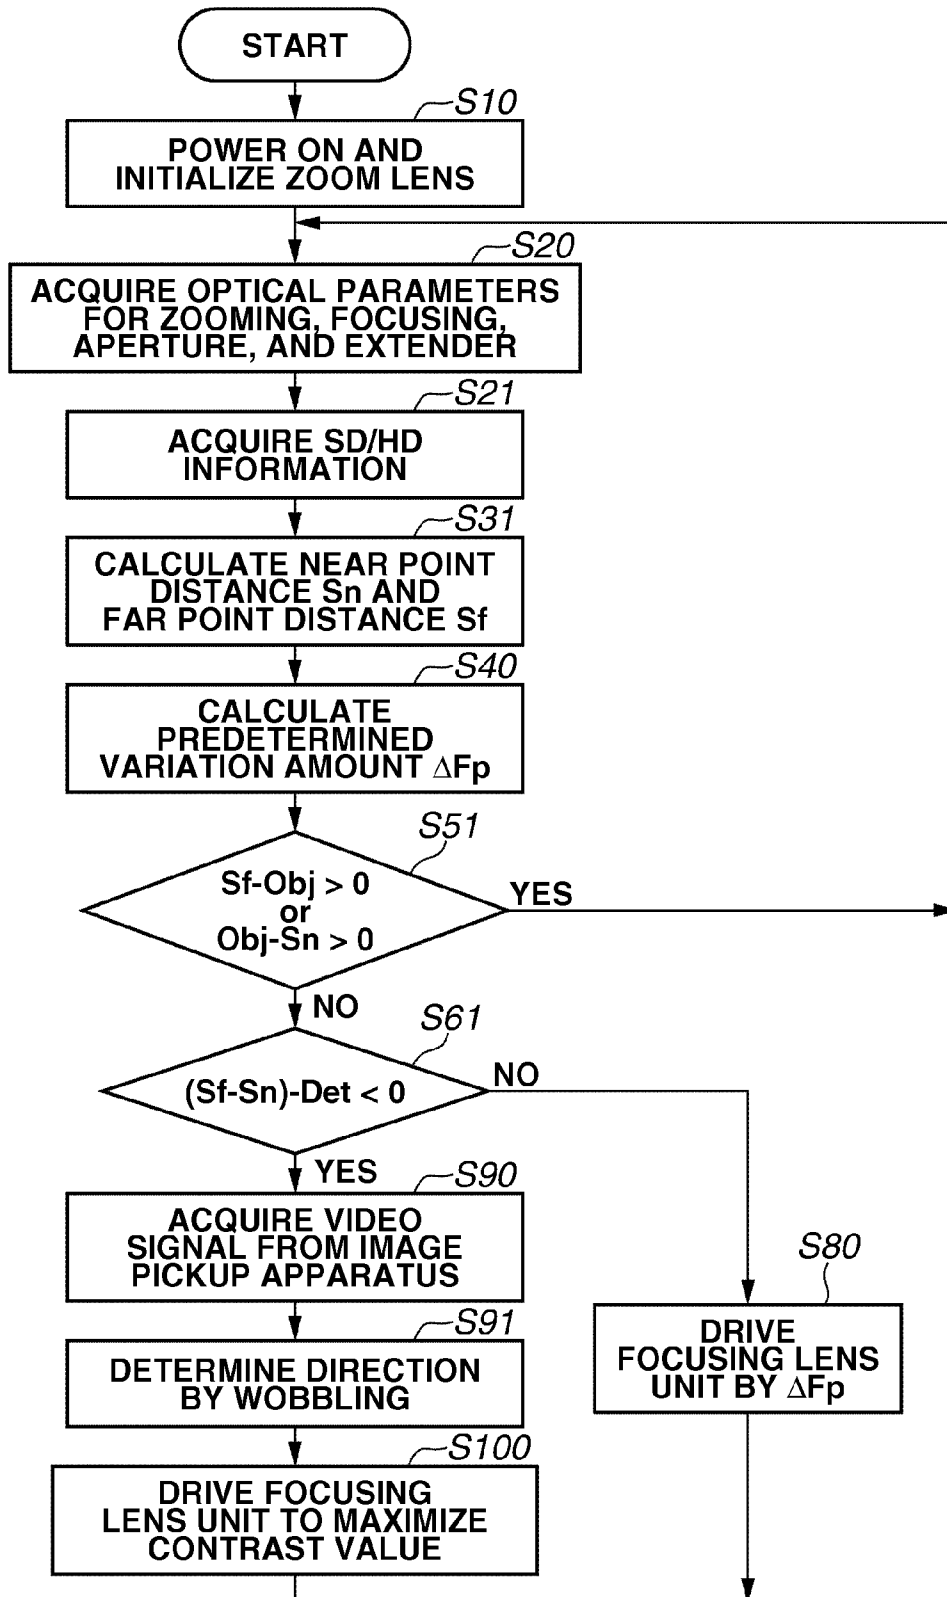 START
S10
POWER ON AND
INITIALIZE ZOOM LENS
S20
ACQUIRE OPTICAL PARAMETERS
FOR ZOOMING, FOCUSING,
APERTURE, AND EXTENDER
S21
ACQUIRE SD/HD
INFORMATION
S31
CALCULATE NEAR POINT
DISTANCE Sn AND
FAR POINT DISTANCE Sf
S40
CALCULATE
PREDETERMINED
VARIATION AMOUNT ΔFp
S51
Sf-Obj > 0
or
Obj-Sn > 0
YES
NO
S61
(Sf-Sn)-Det < 0
NO
YES
S90
ACQUIRE VIDEO
SIGNAL FROM IMAGE
PICKUP APPARATUS
S80
DRIVE
FOCUSING LENS
UNIT BY ΔFp
S91
DETERMINE DIRECTION
BY WOBBLING
S100
DRIVE FOCUSING
LENS UNIT TO MAXIMIZE
CONTRAST VALUE